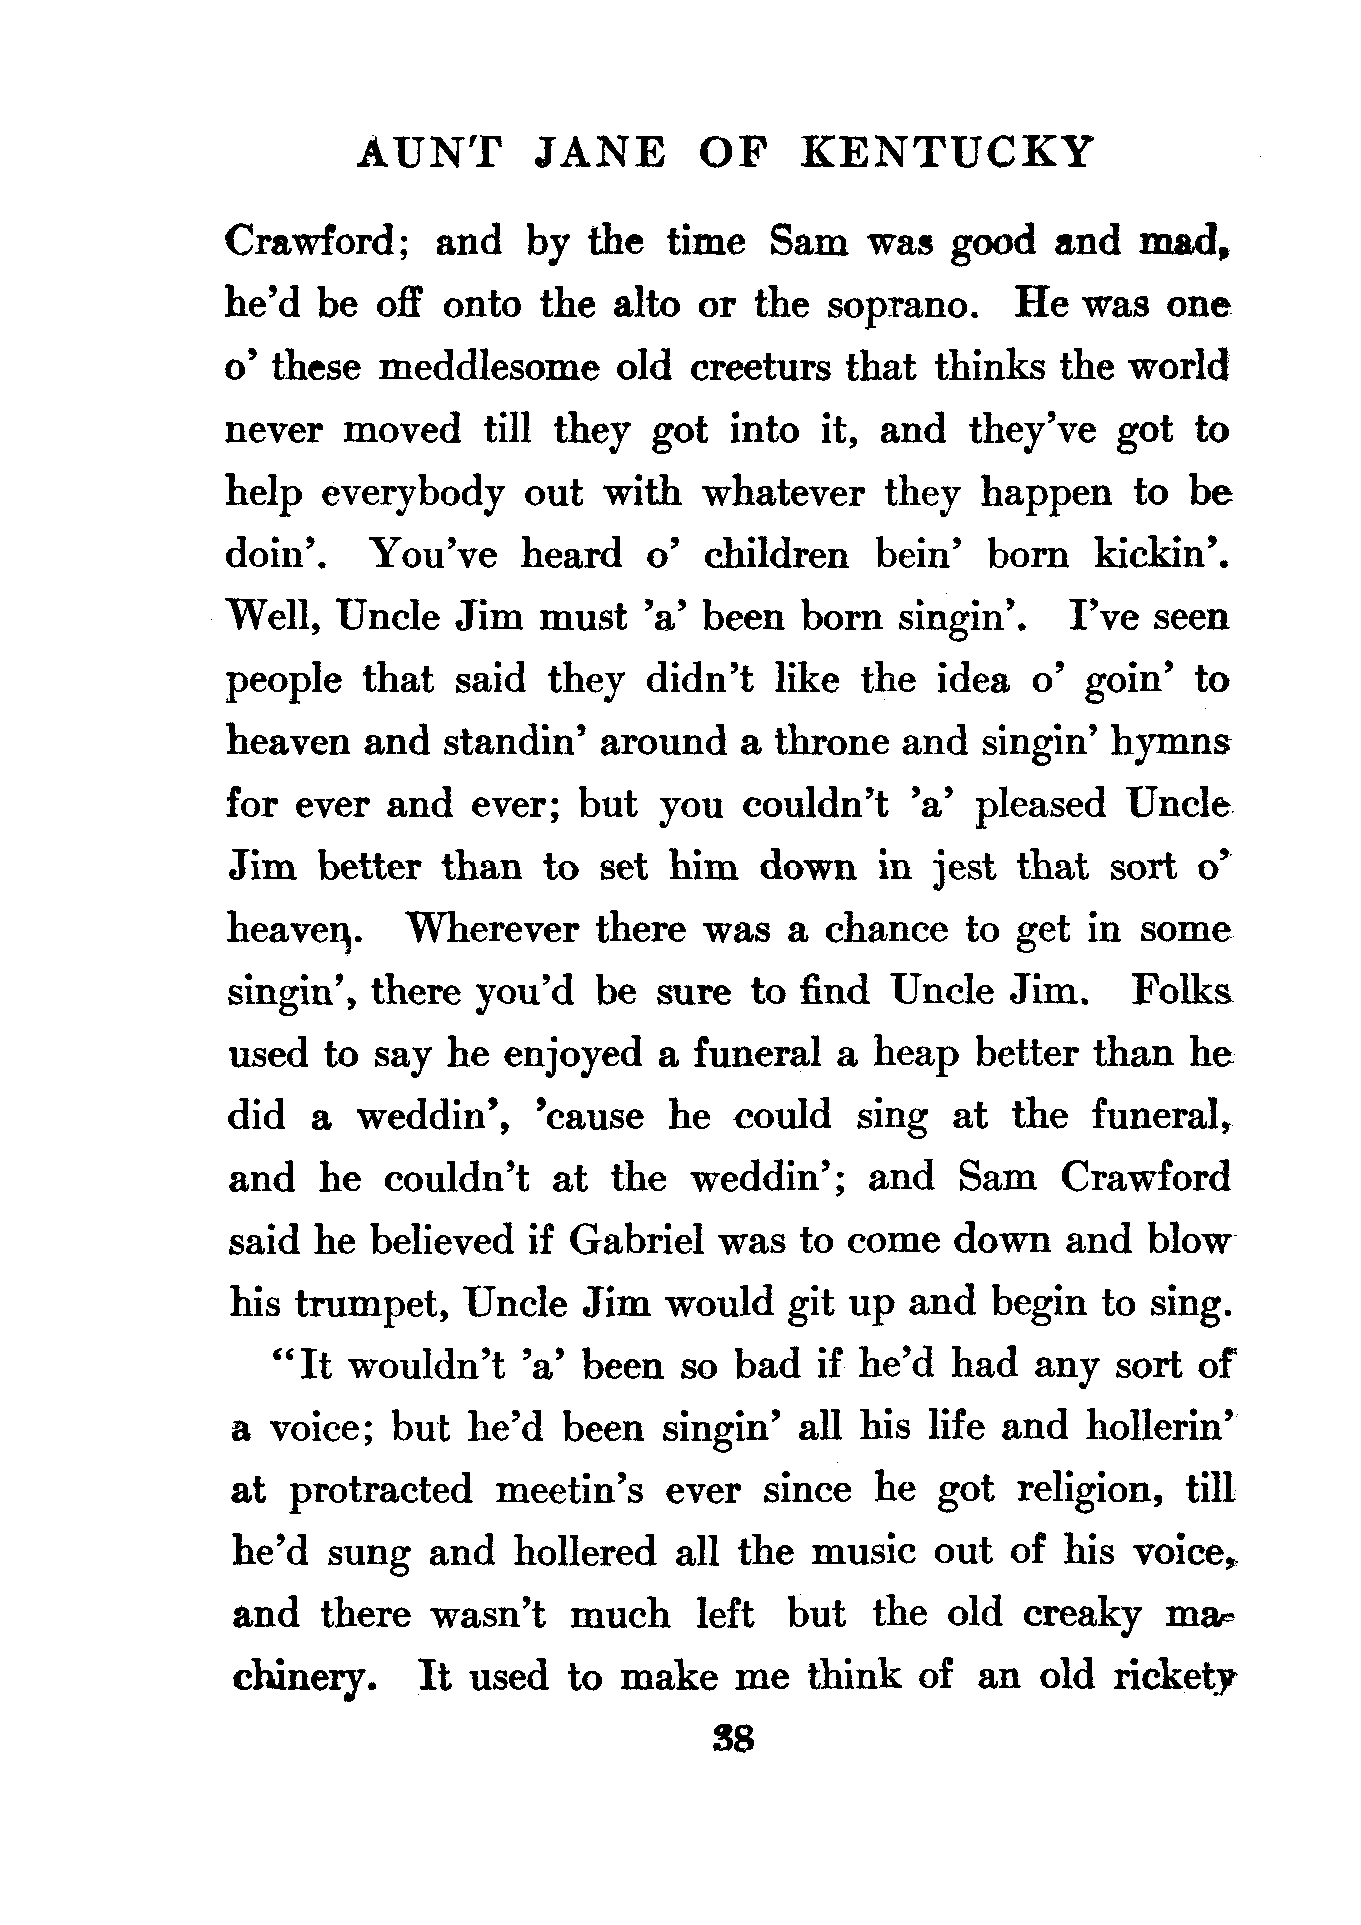 AUNT JANE OF KENTUCKY
Crawford; and by the time Sam was good and mad,
he'd be off onto the alto or the soprano. He was one
o' these meddlesome old creeturs that thinks the world
never moved till they got into it, and they've got to
help everybody out with whatever they happen to be
doin'. You've heard o' children bein' born kickin'.
Well, Uncle Jim must 'a' been born singin'. I've seen
people that said they didn't like the idea o' goin' to
heaven and standin' around a throne and singin' hymns
for ever and ever; but you couldn't 'a' pleased Uncle
Jim better than to set him down in jest that sort o'
heaven. Wherever there was a chance to get in some
singin', there you'd be sure to find Uncle Jim. Folks
used to say he enjoyed a funeral a heap better than he
did a weddin', 'cause he could sing at the funeral,
and he couldn't at the weddin'; and Sam Crawford
said he believed if Gabriel was to come down and blow
his trumpet, Uncle Jim would git up and begin to sing.
"It wouldn't 'a' been so bad if he'd had any sort of
a voice; but he'd been singin' all his life and hollerin'
at protracted meetin's ever since he got religion, till
he'd sung and hollered all the music out of his voice,
and there wasn't much left but the old creaky ma-
chinery. It used to make me think of an old rickety
38